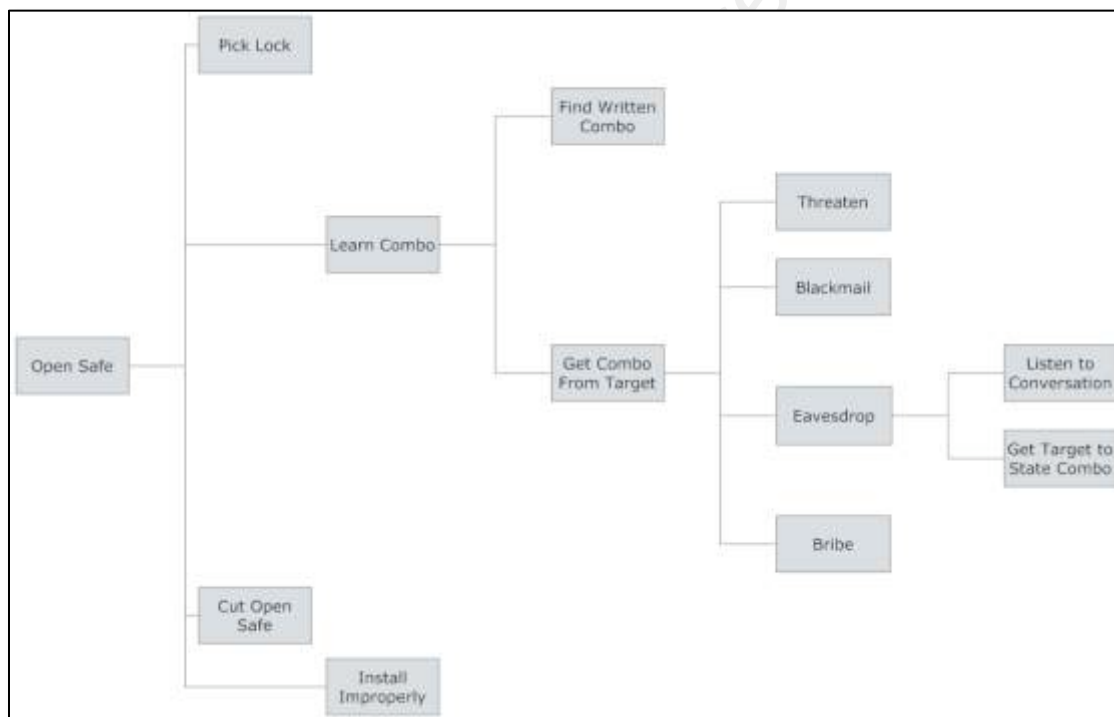 Pick Lock
Find Written
Combo
Threaten
Learn Combo
Blackmail
Open Safe
Get Combo
From Target
Listen to
Conversation
Eavesdrop
Get Target to
State Combo
Bribe
Cut Open
Safe
Install
Improperly